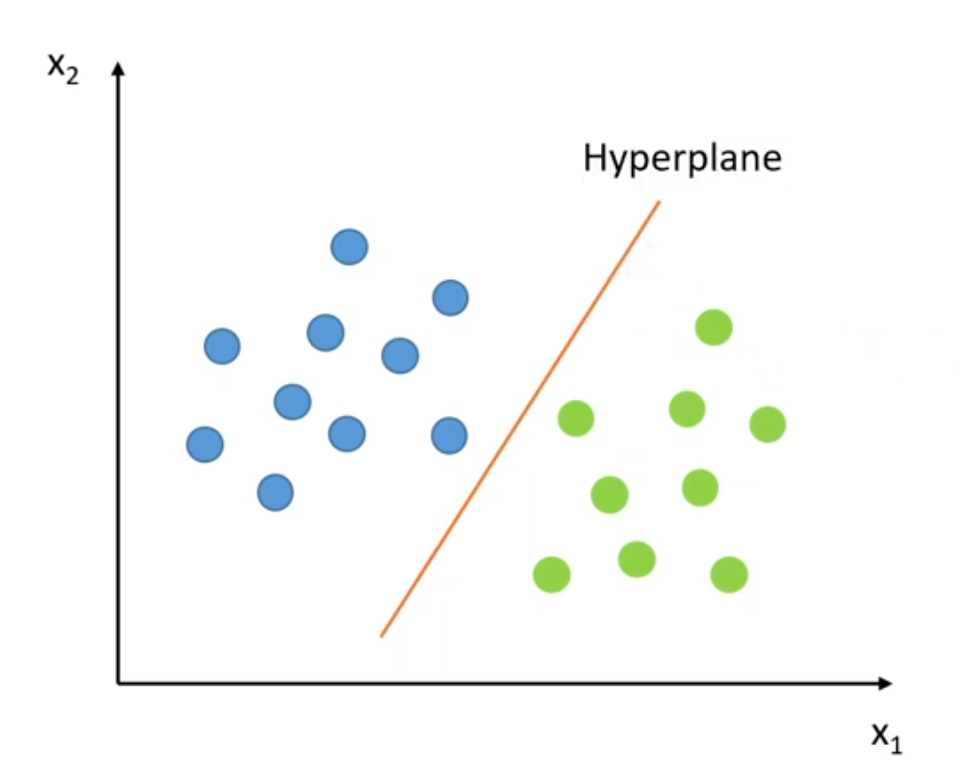 x₂
Hyperplane
x₁